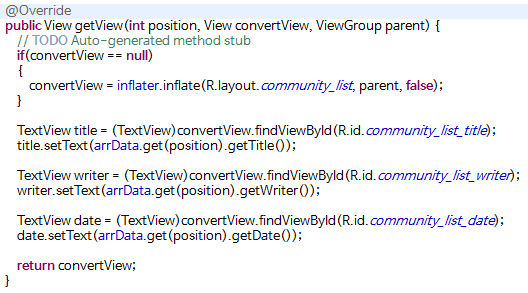 @Override
public View getView(int position, View convertView, ViewGroup parent) {
// TODO Auto-generated method stub
if(convertView == null)
{
convertView = inflater.inflate(R.layout.community_list, parent, false);
}
TextView title = (TextView)convertView.findViewById(R.id.community_list_title);
title.setText(arrData.get(position).getTitle());
TextView writer = (TextView)convertView.findViewById(R.id.community_list_writer);
writer.setText(arrData.get(position).getWriter());
TextView date = (TextView)convertView.findViewById(R.id.community_list_date);
date.setText(arrData.get(position).getDate());
return convertView;
}